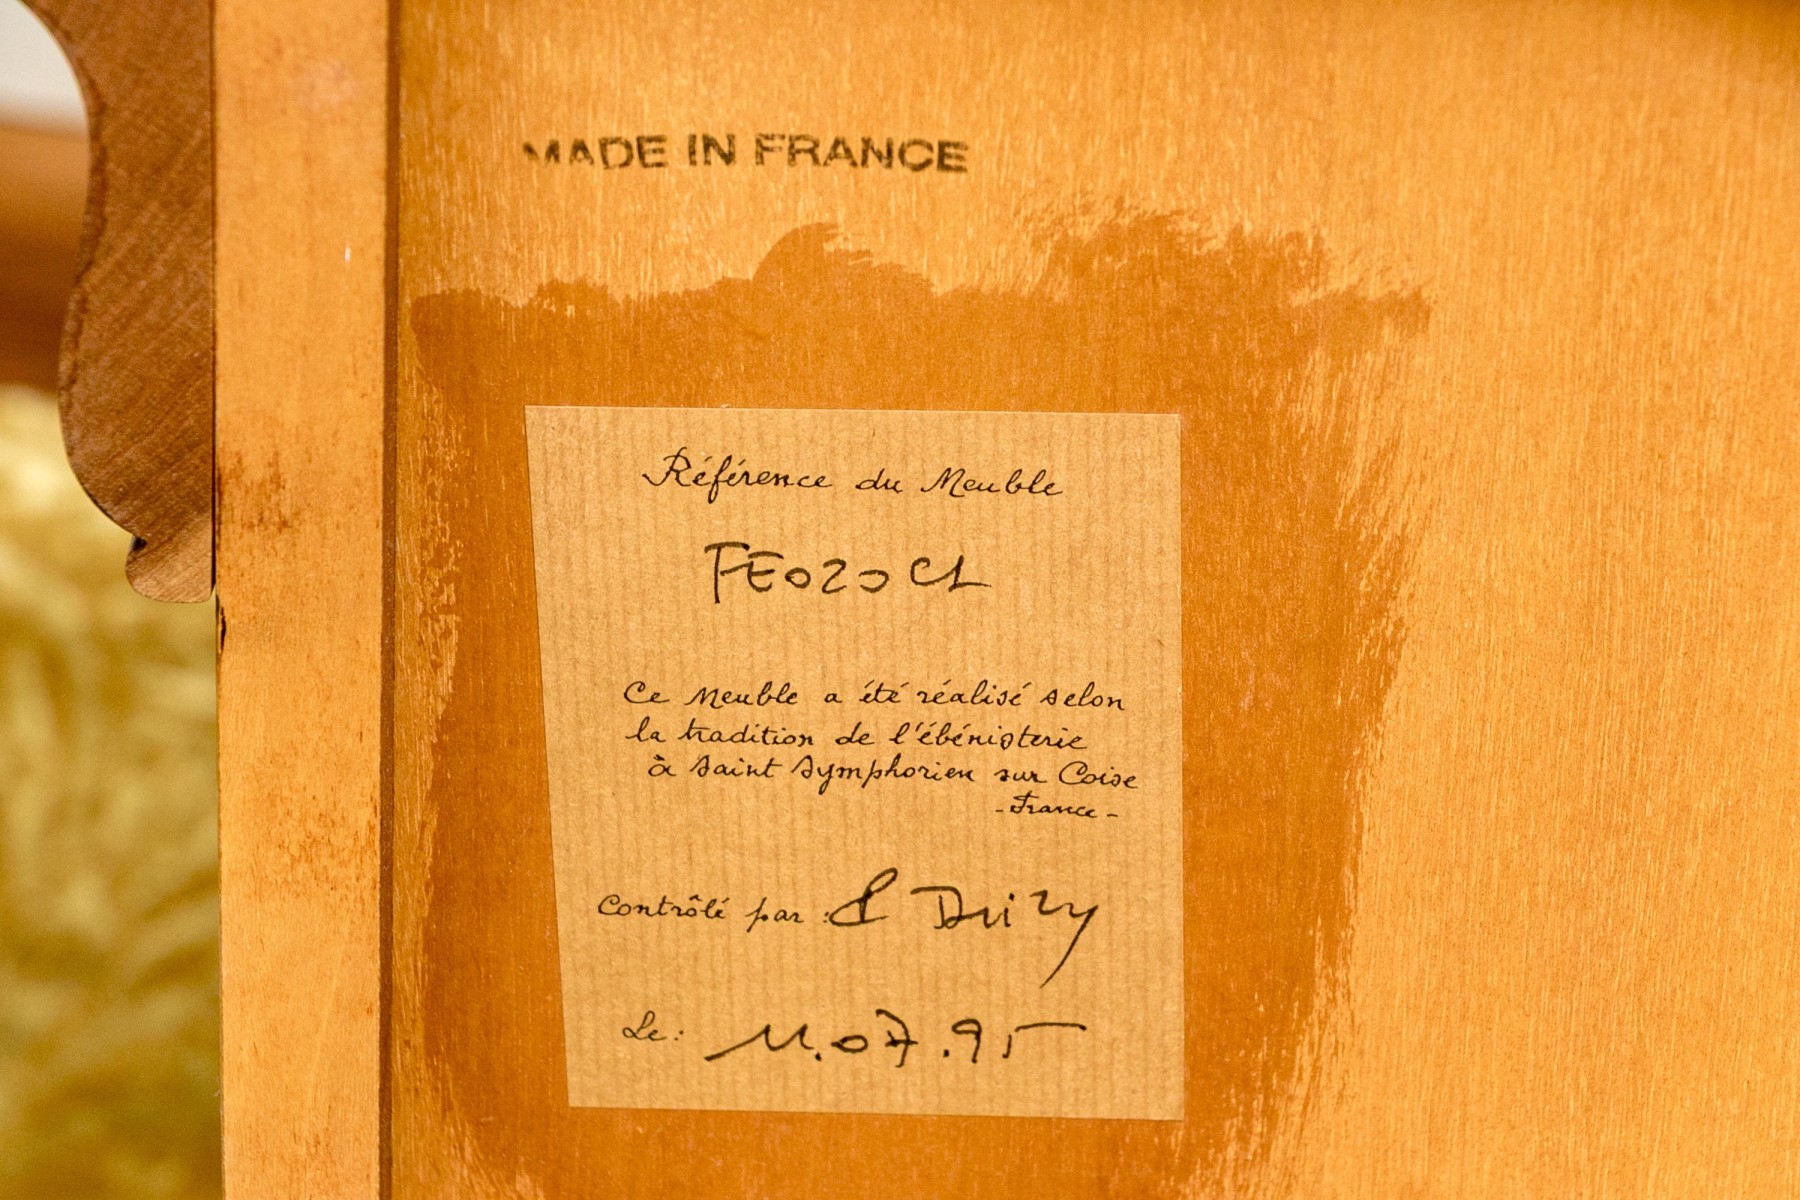 MADE IN FRANCE
Référence du Meuble
FE020CL
Ce Meuble a été réalisé selon
la tradition de l'ébénisterie
à Saint Symphorien sur Coise
- France -
Contrôlé par :
Le : 11.07.95